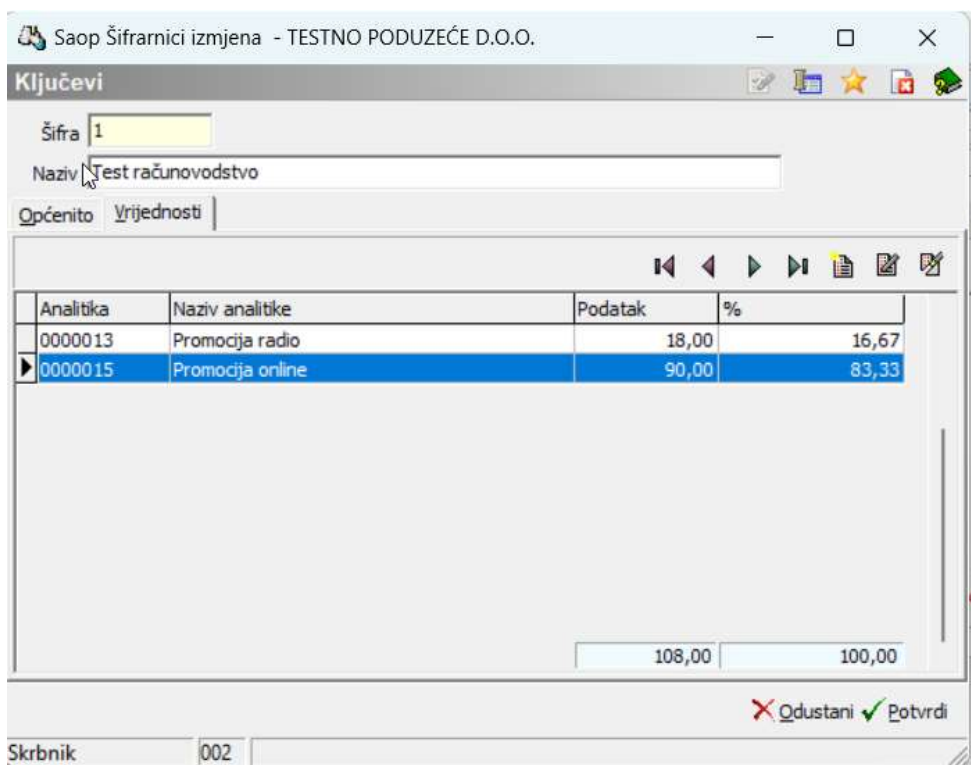 Saop Šifrarnici izmjena - TESTNO PODUZEĆE D.O.O.
Ključevi
Šifra 1
Naziv Test računovodstvo
Općenito Vrijednosti
Analitika Naziv analitike Podatak %
0000013 Promocija radio 18,00 16,67
0000015 Promocija online 90,00 83,33
108,00 100,00
Odustani Potvrdi
Skrbnik 002